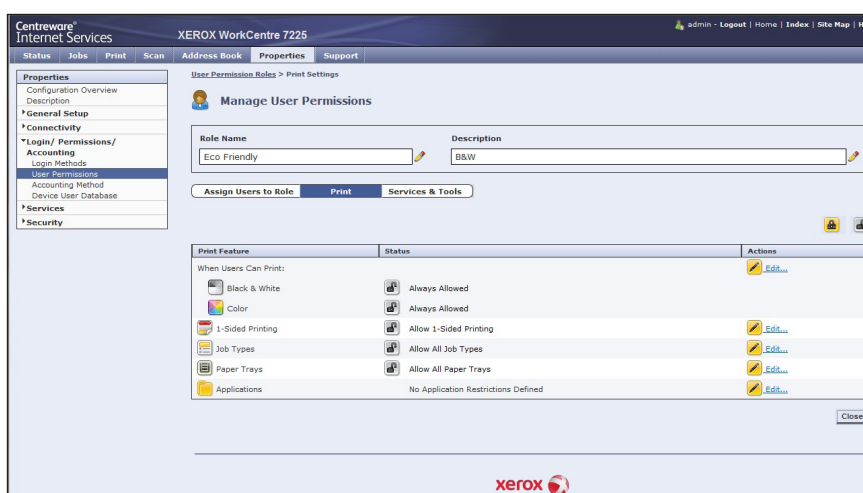 Centreware®
Internet Services
XEROX WorkCentre 7225
admin - Logout | Home | Index | Site Map | H
Status Jobs Print Scan Address Book Properties Support
Properties
Configuration Overview
Description
General Setup
Connectivity
Login/ Permissions/
Accounting
Login Methods
User Permissions
Accounting Method
Device User Database
Services
Security
User Permission Roles > Print Settings
Manage User Permissions
Role Name Description
Eco Friendly B&W
Assign Users to Role Print Services & Tools
Print Feature Status Actions
When Users Can Print: Edit...
Black & White Always Allowed
Color Always Allowed
1-Sided Printing Allow 1-Sided Printing Edit...
Job Types Allow All Job Types Edit...
Paper Trays Allow All Paper Trays Edit...
Applications No Application Restrictions Defined Edit...
Close
xerox